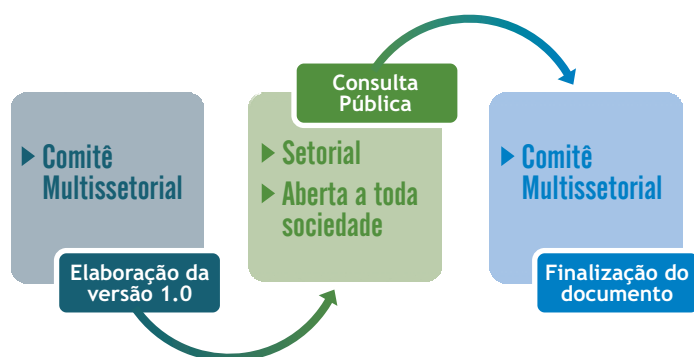 Comitê
Multissetorial
Elaboração da
versão 1.0
Consulta
Pública
Setorial
Aberta a toda
sociedade
Comitê
Multissetorial
Finalização do
documento